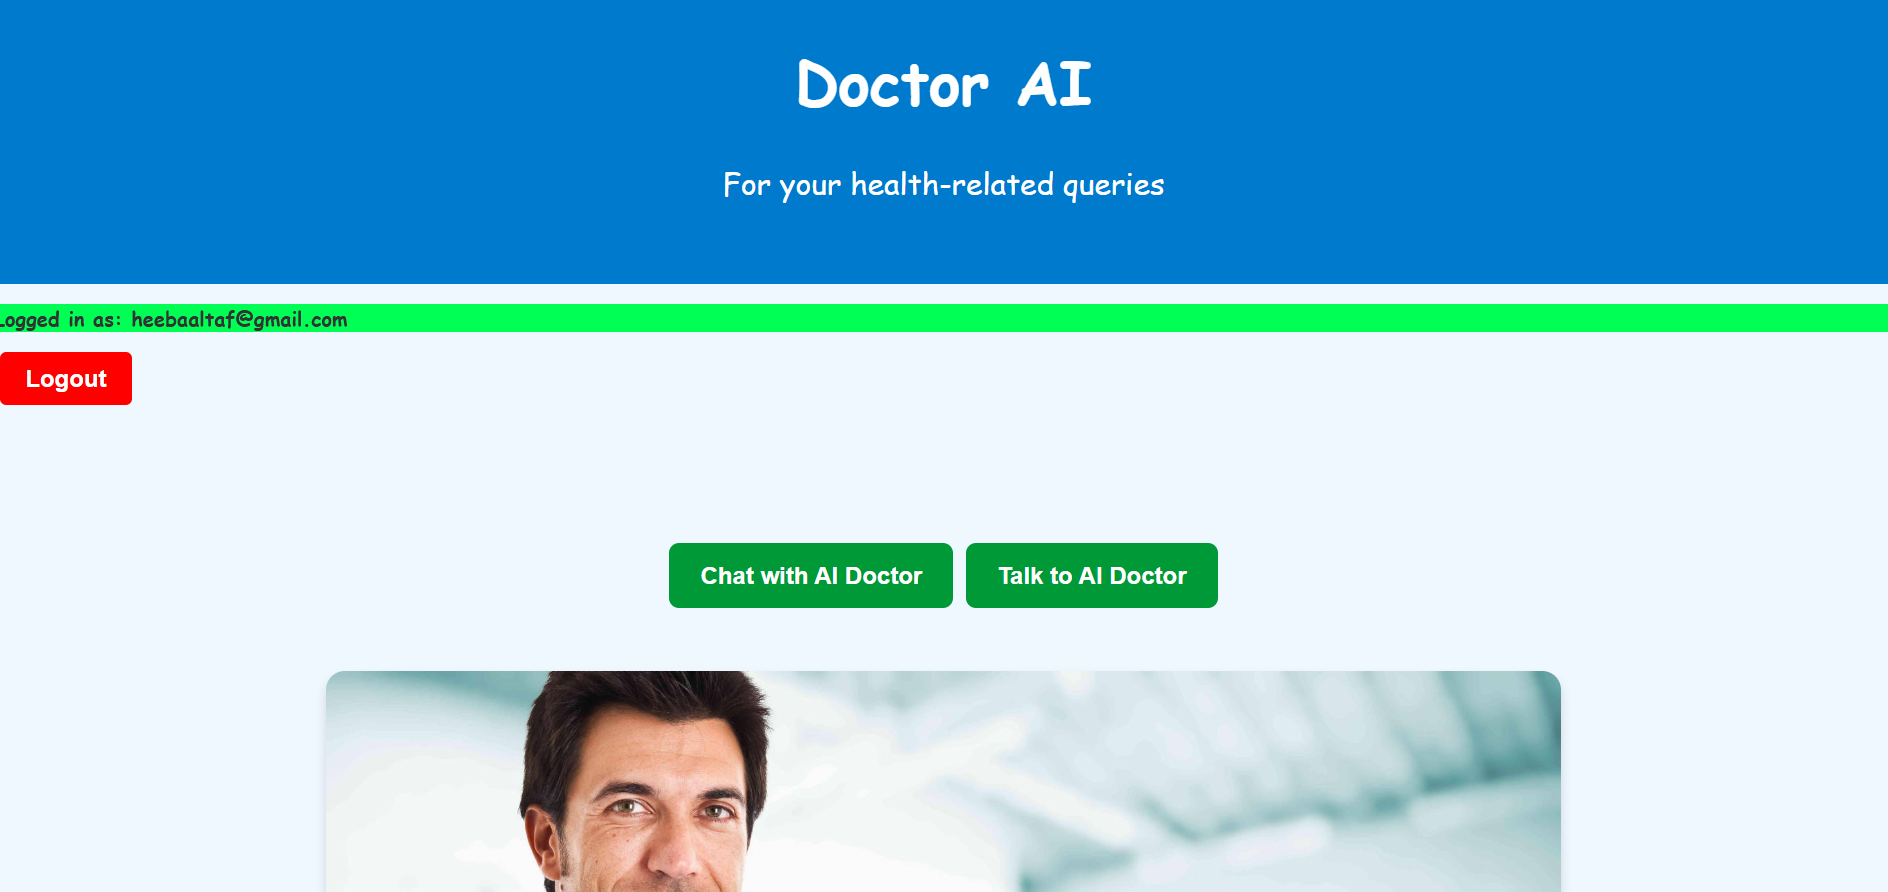 Doctor AI
For your health-related queries
Logged in as: heebaaltaf@gmail.com
Logout
Chat with AI Doctor
Talk to AI Doctor